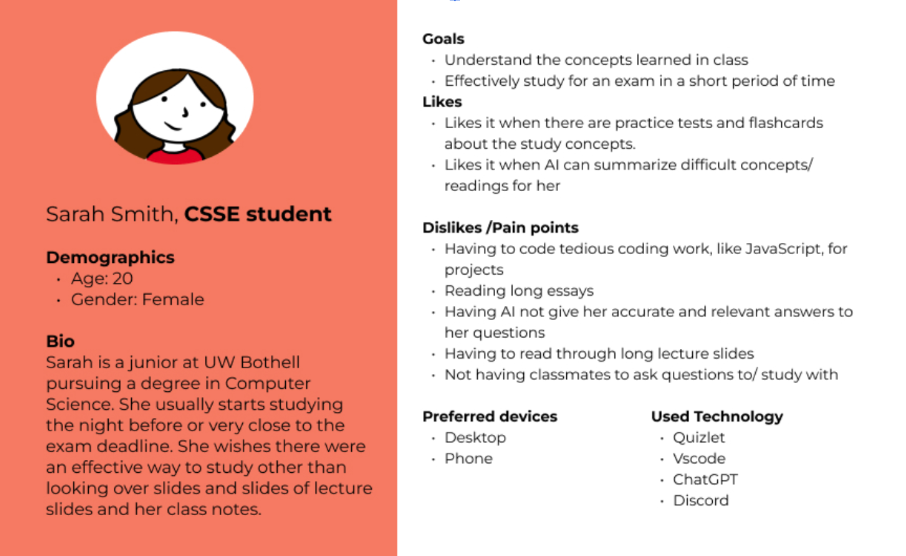 Sarah Smith, CSSE student
Demographics
• Age: 20
• Gender: Female
Bio
Sarah is a junior at UW Bothell
pursuing a degree in Computer
Science. She usually starts studying
the night before or very close to the
exam deadline. She wishes there were
an effective way to study other than
looking over slides and slides of lecture
slides and her class notes.
Goals
• Understand the concepts learned in class
• Effectively study for an exam in a short period of time
Likes
• Likes it when there are practice tests and flashcards
about the study concepts.
• Likes it when AI can summarize difficult concepts/
readings for her
Dislikes /Pain points
• Having to code tedious coding work, like JavaScript, for
projects
• Reading long essays
• Having AI not give her accurate and relevant answers to
her questions
• Having to read through long lecture slides
• Not having classmates to ask questions to/ study with
Preferred devices
• Desktop
• Phone
Used Technology
• Quizlet
• Vscode
• ChatGPT
• Discord